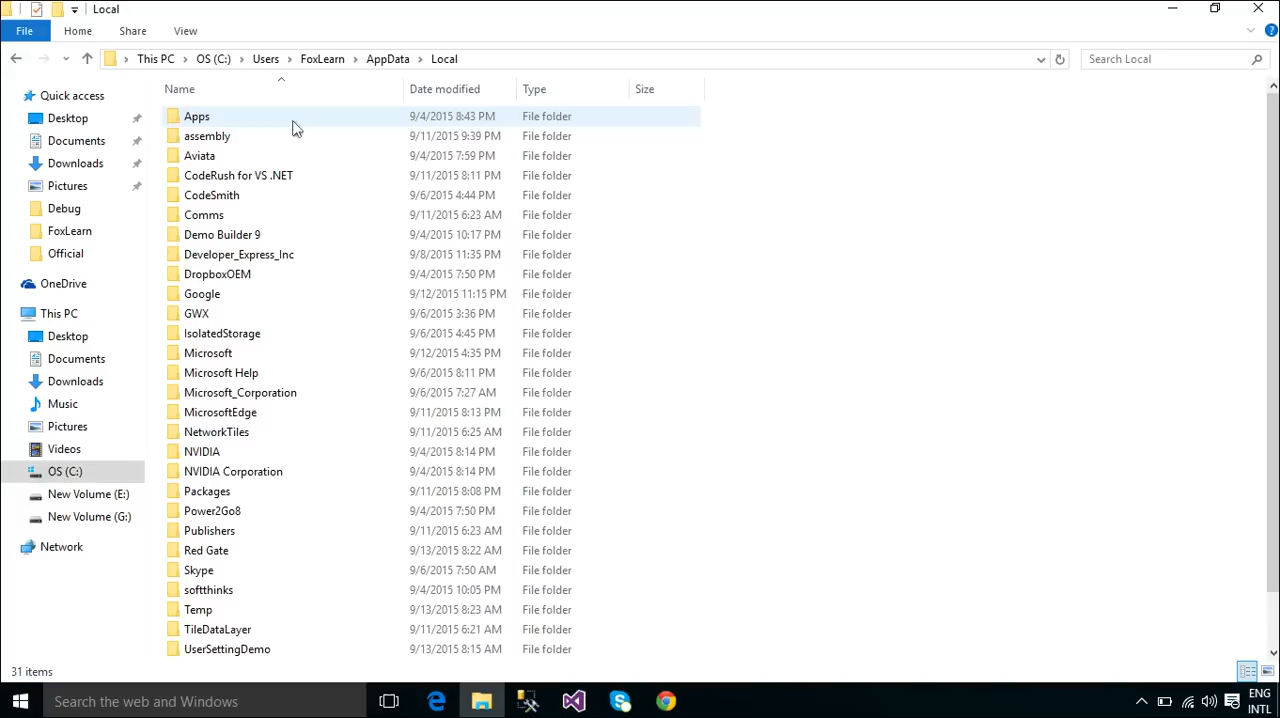 Local
File Home Share View
This PC OS (C:) Users FoxLearn AppData Local Search Local
Name Date modified Type Size
Quick access
Desktop
Documents
Downloads
Pictures
Debug
FoxLearn
Official
OneDrive
This PC
Desktop
Documents
Downloads
Music
Pictures
Videos
OS (C:)
New Volume (E:)
New Volume (G:)
Network
Apps 9/4/2015 8:43 PM File folder
assembly 9/11/2015 9:39 PM File folder
Aviata 9/4/2015 7:59 PM File folder
CodeRush for VS .NET 9/11/2015 8:11 PM File folder
CodeSmith 9/6/2015 4:44 PM File folder
Comms 9/11/2015 6:23 AM File folder
Demo Builder 9 9/4/2015 10:17 PM File folder
Developer_Express_Inc 9/8/2015 11:35 PM File folder
DropboxOEM 9/4/2015 7:50 PM File folder
Google 9/12/2015 11:15 PM File folder
GWX 9/6/2015 3:36 PM File folder
IsolatedStorage 9/6/2015 4:45 PM File folder
Microsoft 9/12/2015 4:35 PM File folder
Microsoft Help 9/6/2015 8:11 PM File folder
Microsoft_Corporation 9/6/2015 7:27 AM File folder
MicrosoftEdge 9/11/2015 8:13 PM File folder
NetworkTiles 9/11/2015 6:25 AM File folder
NVIDIA 9/4/2015 8:14 PM File folder
NVIDIA Corporation 9/4/2015 8:14 PM File folder
Packages 9/11/2015 8:08 PM File folder
Power2Go8 9/4/2015 7:50 PM File folder
Publishers 9/11/2015 6:23 AM File folder
Red Gate 9/13/2015 8:22 AM File folder
Skype 9/6/2015 7:50 AM File folder
softthinks 9/4/2015 10:05 PM File folder
Temp 9/13/2015 8:23 AM File folder
TileDataLayer 9/11/2015 6:21 AM File folder
UserSettingDemo 9/13/2015 8:15 AM File folder
31 items
Search the web and Windows
ENG
INTL